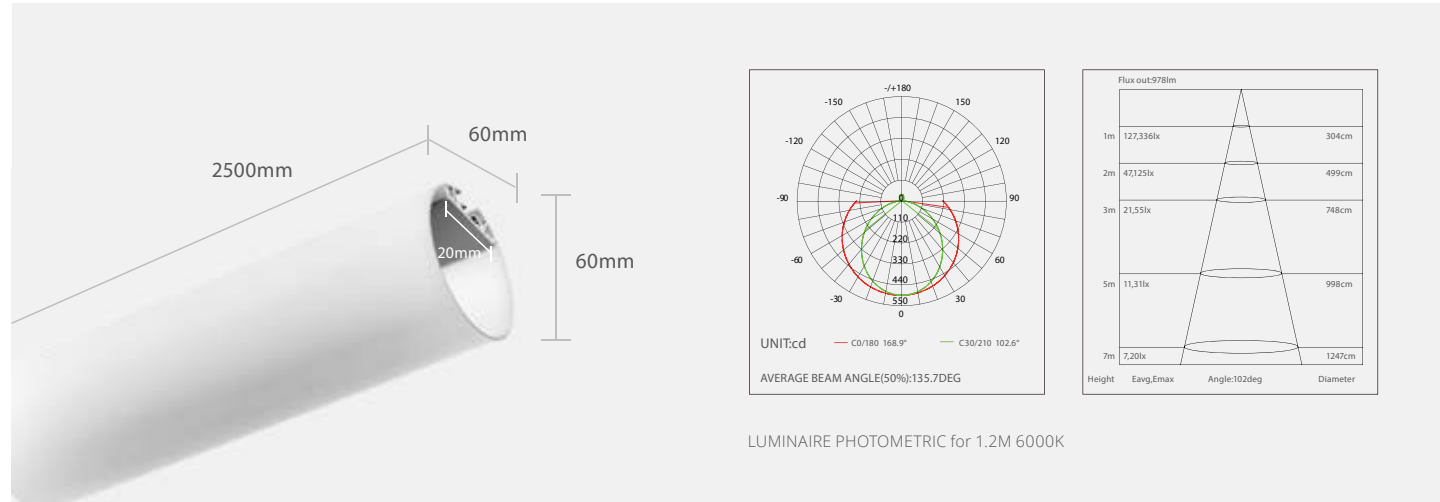 60mm
2500mm
20mm
60mm
-/+180
-150
150
-120
120
-90
90
-60
60
-30
30
0
0
110
220
330
440
550
UNIT:cd
C0/180 168.9°
C30/210 102.6°
AVERAGE BEAM ANGLE(50%):135.7DEG
Flux out:978lm
1m 127,336lx 304cm
2m 47,125lx 499cm
3m 21,55lx 748cm
5m 11,31lx 998cm
7m 7,20lx 1247cm
Height Eavg,Emax Angle:102deg Diameter
LUMINAIRE PHOTOMETRIC for 1.2M 6000K